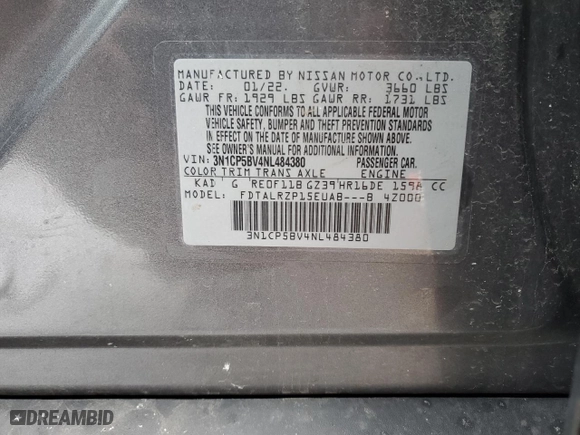 MANUFACTURED BY NISSAN MOTOR CO.,LTD.
DATE: 01/22. GVWR: 3660 LBS
GAWR FR: 1929 LBS GAWR RR: 1731 LBS
THIS VEHICLE CONFORMS TO ALL APPLICABLE FEDERAL MOTOR
VEHICLE SAFETY, BUMPER AND THEFT PREVENTION STANDARDS
IN EFFECT ON THE DATE OF MANUFACTURE SHOWN ABOVE.
SEE OWNER'S MANUAL FOR ADDITIONAL INFORMATION.
VIN: 3N1CP5BV4NL484380 PASSENGER CAR.
COLOR TRIM TRANS AXLE ENGINE
KAD G RE0F11B GZ39 HR16DE 1598 CC
MODEL: FDTALRZP15EUAB---B 4Z000
3N1CP5BV4NL484380
DREAMBID